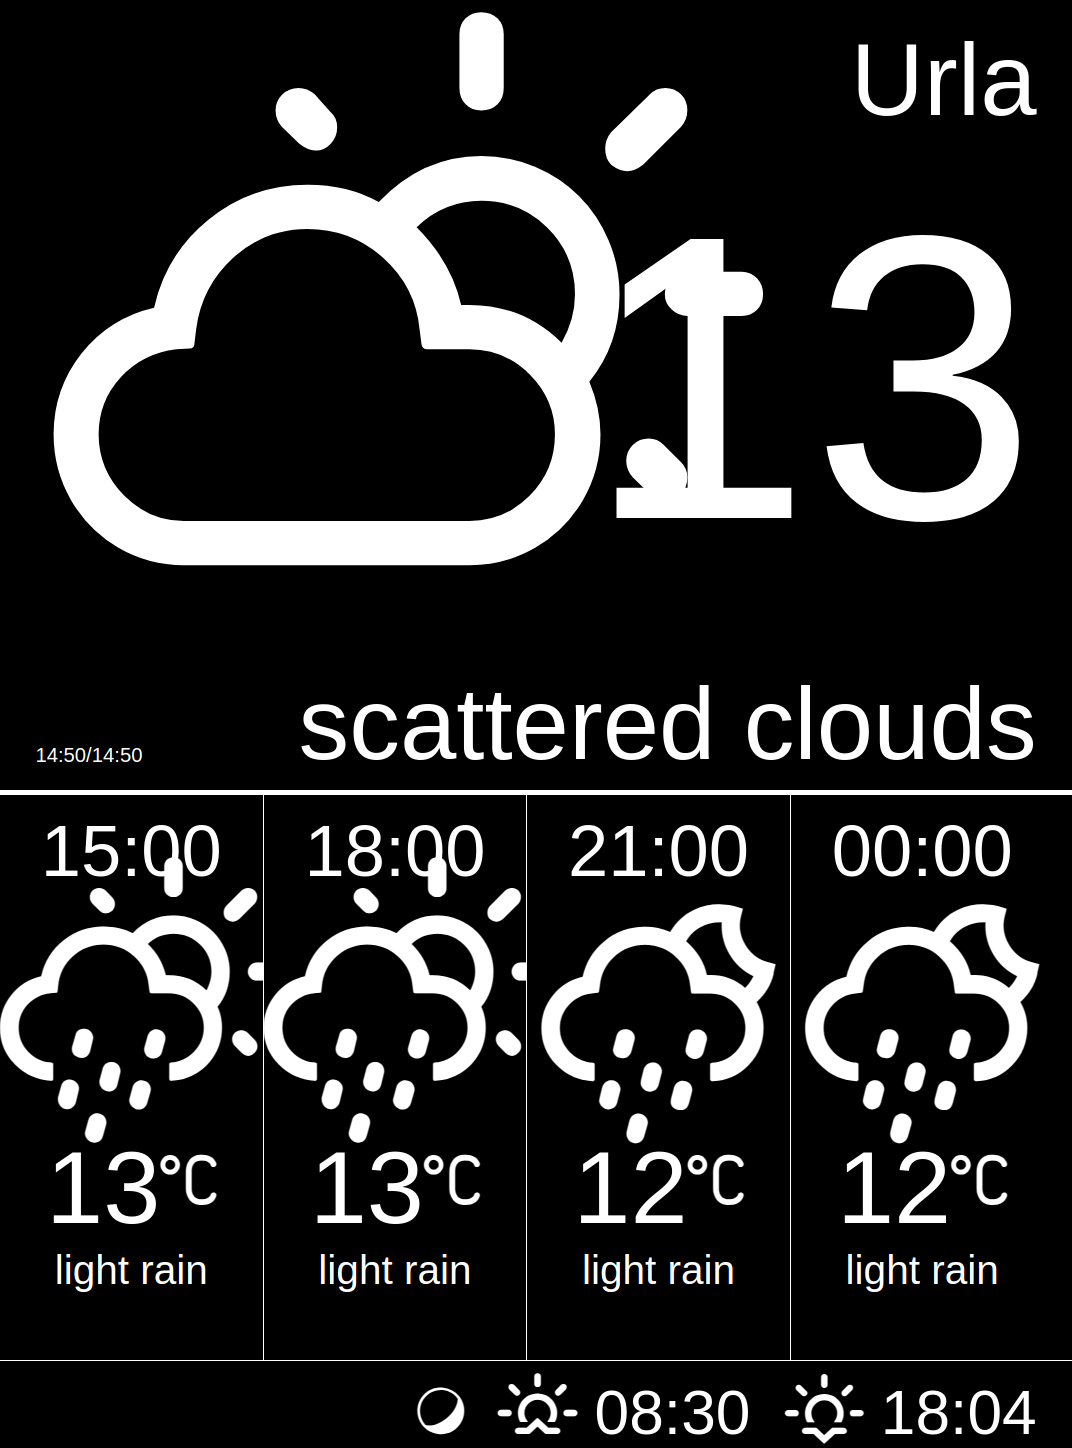 Urla
13
scattered clouds
14:50/14:50
15:00 18:00 21:00 00:00
13°C 13°C 12°C 12°C
light rain light rain light rain light rain
08:30 18:04